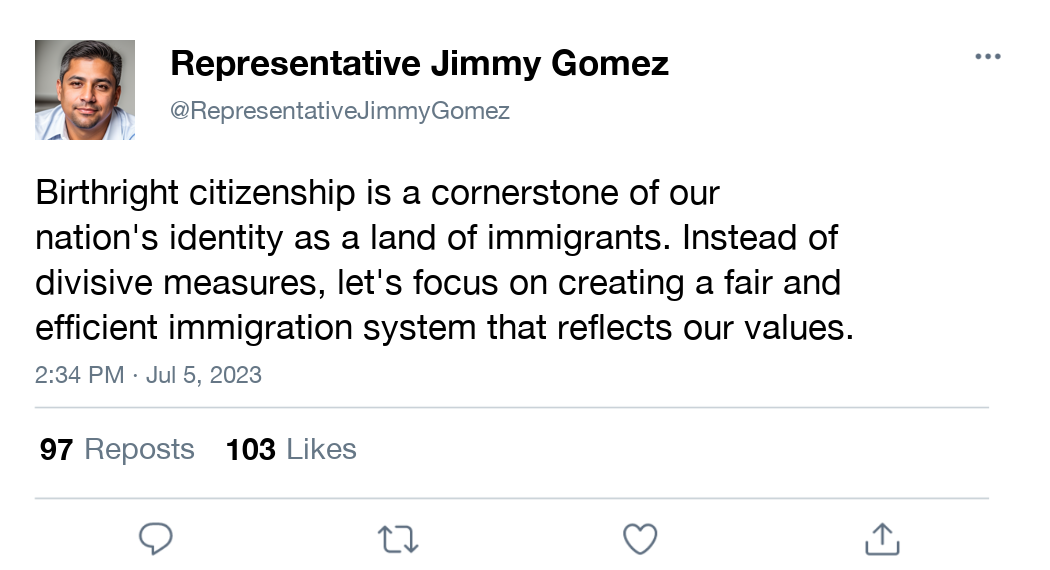 Representative Jimmy Gomez
@RepresentativeJimmyGomez
Birthright citizenship is a cornerstone of our
nation's identity as a land of immigrants. Instead of
divisive measures, let's focus on creating a fair and
efficient immigration system that reflects our values.
2:34 PM · Jul 5, 2023
97 Reposts 103 Likes